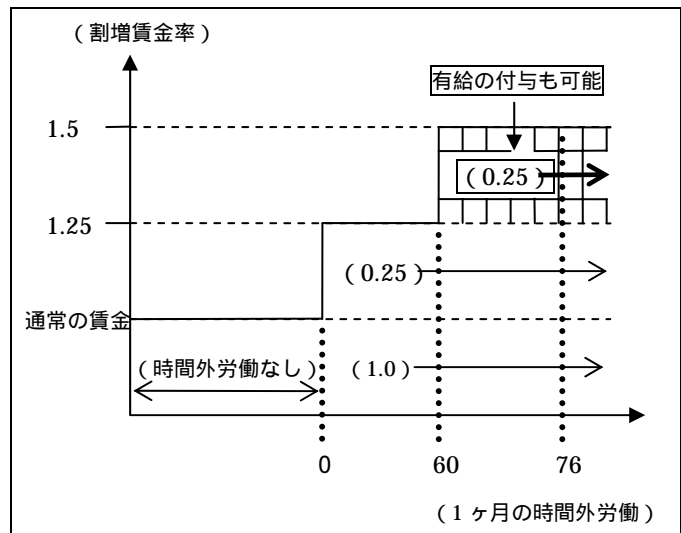 （割増賃金率）
有給の付与も可能
1.5
（0.25）
1.25
（0.25）
通常の賃金
（時間外労働なし）
（1.0）
0
60
76
（1ヶ月の時間外労働）